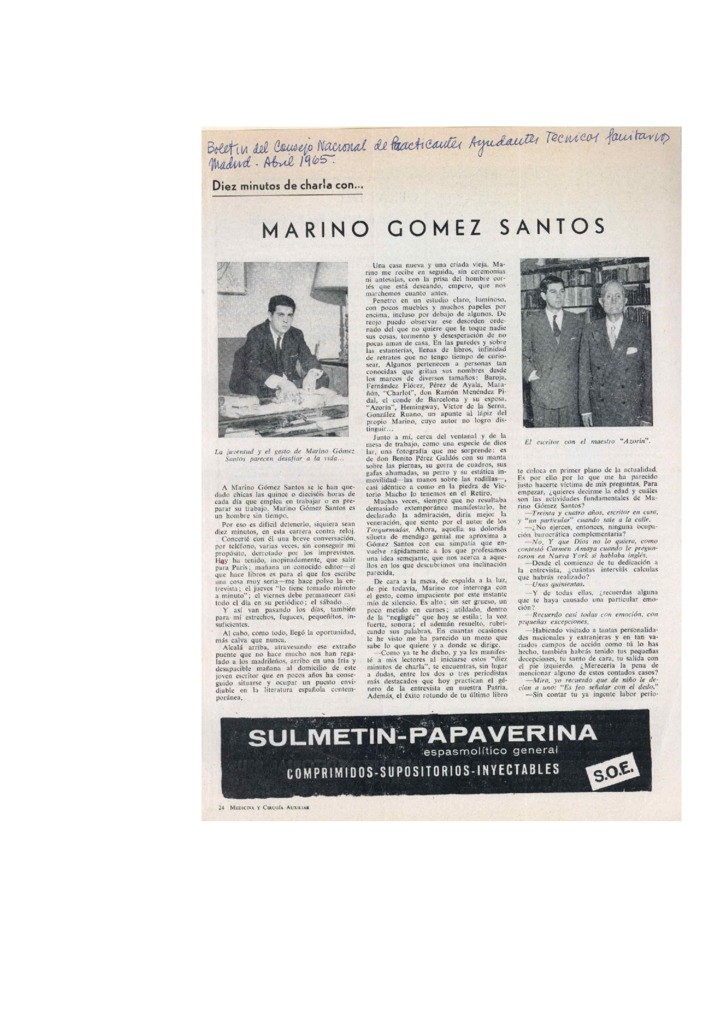 Boletin del Consejo Nacional de Practicantes Ayudantes Tecnicos Sanitarios
Madrid - Abril 1965.
Diez minutos de charla con...
MARINO GOMEZ SANTOS
La juventud y el gesto de Marino Gómez
Santos parecen desafiar a la vida...
A Marino Gómez Santos se le han que-
dado chicas las quince o dieciséis horas de
cada día que emplea en trabajar o en pre-
parar su trabajo. Marino Gómez Santos es
un hombre sin tiempo.
Por eso es difícil detenerlo, siquiera sean
diez minutos, en esta carrera contra reloj.
Concerté con él una breve conversación,
por teléfono, varias veces, sin conseguir mi
propósito, derrotado por los imprevistos.
Hoy ha tenido, inopinadamente, que salir
para París; mañana un conocido editor—el
que hace libros es para el que los escribe
una cosa muy seria—me hace polvo la en-
trevista; el jueves "lo tiene tomado minuto
a minuto"; el viernes debe permanecer casi
todo el día en su periódico; el sábado...
Y así van pasando los días, también
para mí estrechos, fugaces, pequeñitos, in-
suficientes.
Al cabo, como todo, llegó la oportunidad,
más calva que nunca.
Alcalá arriba, atravesando ese extraño
puente que no hace mucho nos han rega-
lado a los madrileños, arribo en una fría y
desapacible mañana al domicilio de este
joven escritor que en pocos años ha conse-
guido situarse y ocupar un puesto envi-
diable en la literatura española contem-
poránea.
Una casa nueva y una criada vieja. Ma-
rino me recibe en seguida, sin ceremonias
ni antesalas, con la prisa del hombre cor-
tés que está deseando, empero, que nos
marchemos cuanto antes.
Penetro en un estudio claro, luminoso,
con pocos muebles y muchos papeles por
encima, incluso por debajo de algunos. De
reojo puedo observar ese desorden orde-
nado del que no quiere que le toque nadie
sus cosas, tormento y desesperación de no
pocas amas de casa. En las paredes y sobre
las estanterías, llenas de libros, infinidad
de retratos que no tengo tiempo de curio-
sear. Algunos pertenecen a personas tan
conocidas que gritan sus nombres desde
los marcos de diversos tamaños: Baroja,
Fernández Flórez, Pérez de Ayala, Mara-
ñón, "Charlot", don Ramón Menéndez Pi-
dal, el conde de Barcelona y su esposa,
"Azorín", Hemingway, Víctor de la Serna,
González Ruano, un apunte al lápiz del
propio Marino, cuyo autor no logro dis-
tinguir...
Junto a mí, cerca del ventanal y de la
mesa de trabajo, como una especie de dios
lar, una fotografía que me sorprende: es
de don Benito Pérez Galdós con su manta
sobre las piernas, su gorra de cuadros, sus
gafas ahumadas, su perro y su estática in-
movilidad—las manos sobre las rodillas—,
casi idéntico a como en la piedra de Vic-
torio Macho lo tenemos en el Retiro.
Muchas veces, siempre que no resultaba
demasiado extemporáneo manifestarlo, he
declarado la admiración, diría mejor la
veneración, que siento por el autor de los
Torquemadas. Ahora, aquella su dolorida
silueta de mendigo genial me aproxima a
Gómez Santos con esa simpatía que en-
vuelve rápidamente a los que profesamos
una idea semejante, que nos acerca a aque-
llos en los que descubrimos una inclinación
parecida.
De cara a la mesa, de espalda a la luz,
de pie todavía, Marino me interroga con
el gesto, como impaciente por este instante
mío de silencio. Es alto; sin ser grueso, un
poco metido en carnes; atildado, dentro
de la "negligée" que hoy se estila; la voz
fuerte, sonora; el ademán resuelto, rubri-
cando sus palabras. En cuantas ocasiones
le he visto me ha parecido un mozo que
sabe lo que quiere y a donde se dirige.
—Como ya te he dicho, y ya les manifes-
té a mis lectores al iniciarse estos "diez
minutos de charla", te encuentras, sin lugar
a dudas, entre los dos o tres periodistas
más destacados que hoy practican el gé-
nero de la entrevista en nuestra Patria.
Además, el éxito rotundo de tu último libro
El escritor con el maestro "Azorín".
te coloca en primer plano de la actualidad.
Es por ello por lo que me ha parecido
justo hacerte víctima de mis preguntas. Para
empezar, ¿quieres decirme la edad y cuáles
son las actividades fundamentales de Ma-
rino Gómez Santos?
—Treinta y cuatro años, escritor en casa,
y "un particular" cuando sale a la calle.
—¿No ejerces, entonces, ninguna ocupa-
ción burocrática complementaria?
—No. Y que Dios no lo quiera, como
contestó Carmen Amaya cuando le pregun-
taron en Nueva York si hablaba inglés.
—Desde el comienzo de tu dedicación a
la entrevista, ¿cuántas interviús calculas
que habrás realizado?
—Unas quinientas.
—Y de todas ellas, ¿recuerdas alguna
que te haya causado una particular emo-
ción?
—Recuerdo casi todas con emoción, con
pequeñas excepciones.
—Habiendo visitado a tantas personalida-
des nacionales y extranjeras y en tan va-
riados campos de acción como tú lo has
hecho, también habrás tenido tus pequeñas
decepciones, tu tanto de cara, tu salida con
el pie izquierdo. ¿Merecería la pena de
mencionar alguno de estos contados casos?
—Mira, yo recuerdo que de niño le de-
cían a uno: "Es feo señalar con el dedo."
—Sin contar tu ya ingente labor perio-
SULMETIN-PAPAVERINA
espasmolítico general
COMPRIMIDOS-SUPOSITORIOS-INYECTABLES
S.O.E.
24 MEDICINA Y CIRUGÍA AUXILIAR